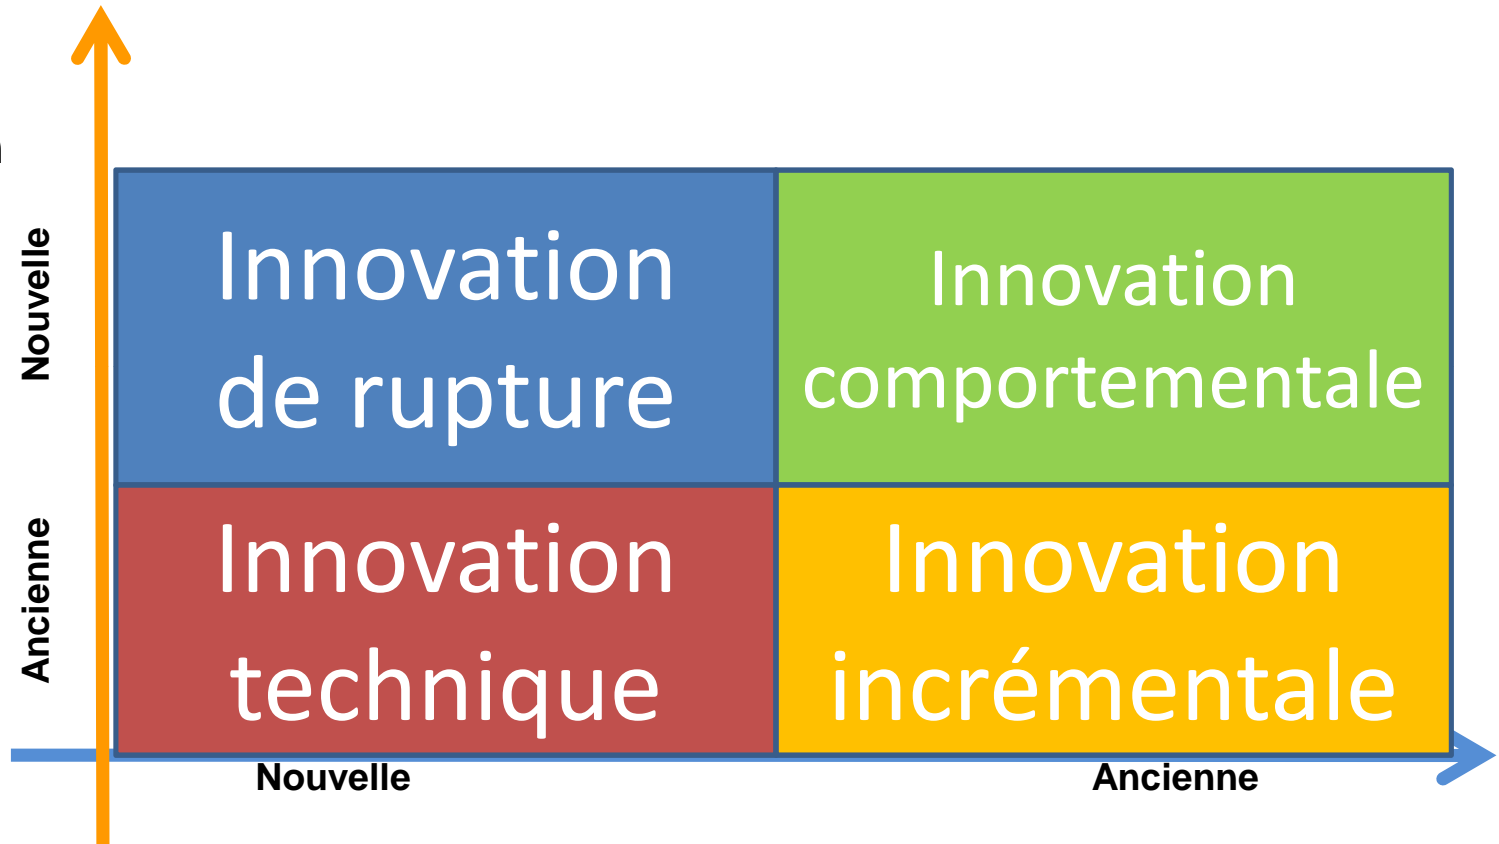 Nouvelle
Innovation
de rupture
Innovation
comportementale
Ancienne
Innovation
technique
Innovation
incrémentale
Nouvelle
Ancienne